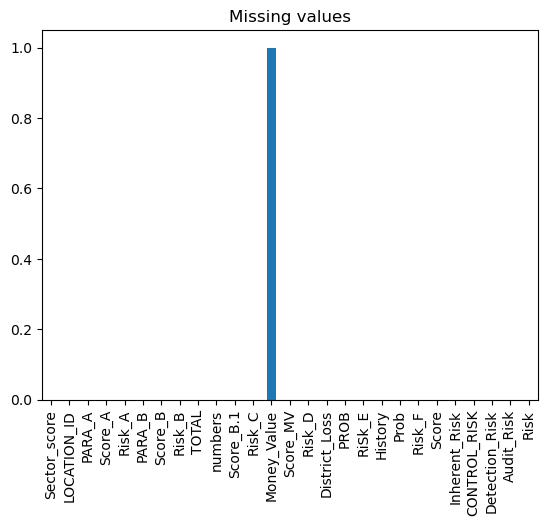 Missing values
1.0
0.8
0.6
0.4
0.2
0.0
Sector_score
LOCATION_ID
PARA_A
Score_A
Risk_A
PARA_B
Score_B
Risk_B
TOTAL
numbers
Score_B.1
Risk_C
Money_Value
Score_MV
Risk_D
District_Loss
PROB
RiSk_E
History
Prob
Risk_F
Score
Inherent_Risk
CONTROL_RISK
Detection_Risk
Audit_Risk
Risk